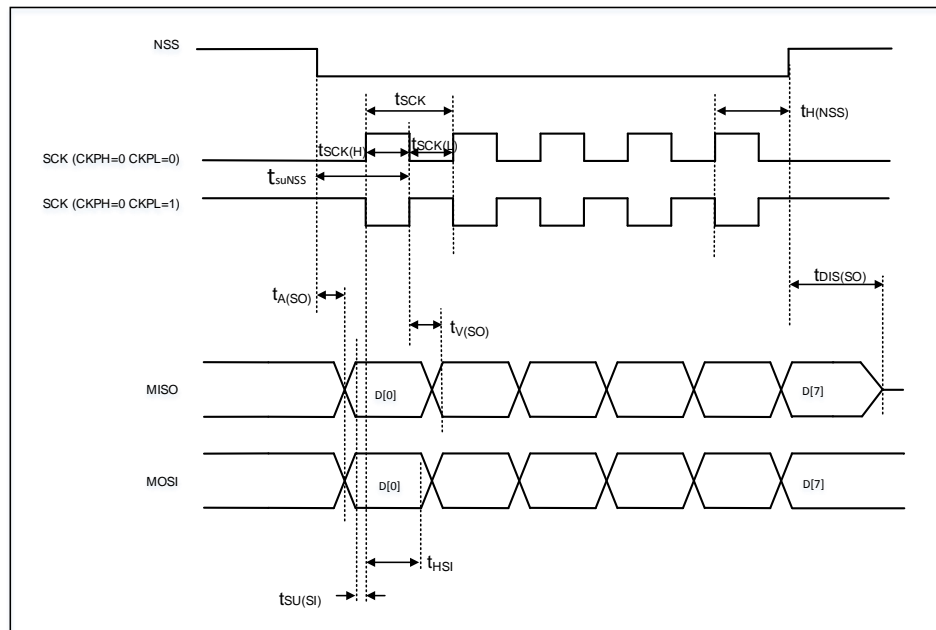 NSS
tSCK
tH(NSS)
tSCK(H) tSCK(L)
SCK (CKPH=0 CKPL=0)
tsuNSS
SCK (CKPH=0 CKPL=1)
tDIS(SO)
tA(SO)
tV(SO)
MISO D[0] D[7]
MOSI D[0] D[7]
tHSI
tSU(SI)